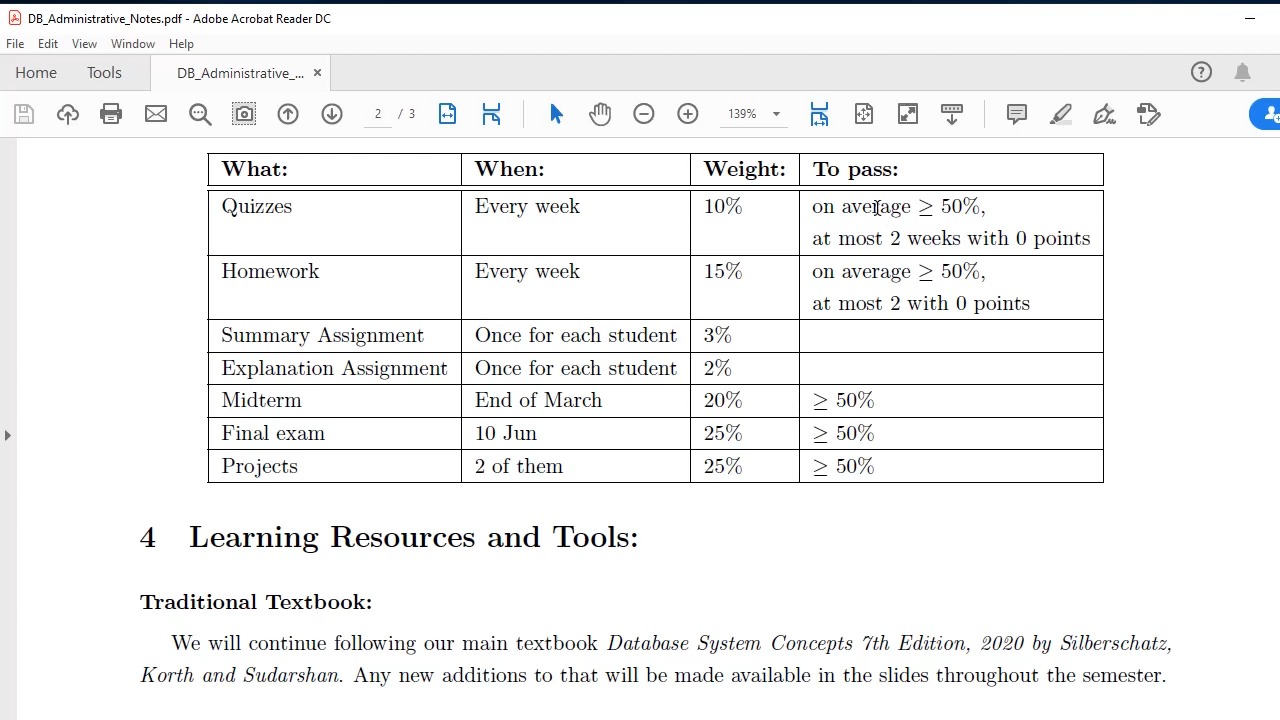 DB_Administrative_Notes.pdf - Adobe Acrobat Reader DC
File Edit View Window Help
Home Tools DB_Administrative_... ×
2 / 3 139%
What: When: Weight: To pass:
Quizzes Every week 10% on average ≥ 50%,
at most 2 weeks with 0 points
Homework Every week 15% on average ≥ 50%,
at most 2 with 0 points
Summary Assignment Once for each student 3%
Explanation Assignment Once for each student 2%
Midterm End of March 20% ≥ 50%
Final exam 10 Jun 25% ≥ 50%
Projects 2 of them 25% ≥ 50%
4 Learning Resources and Tools:
Traditional Textbook:
We will continue following our main textbook Database System Concepts 7th Edition, 2020 by Silberschatz,
Korth and Sudarshan. Any new additions to that will be made available in the slides throughout the semester.